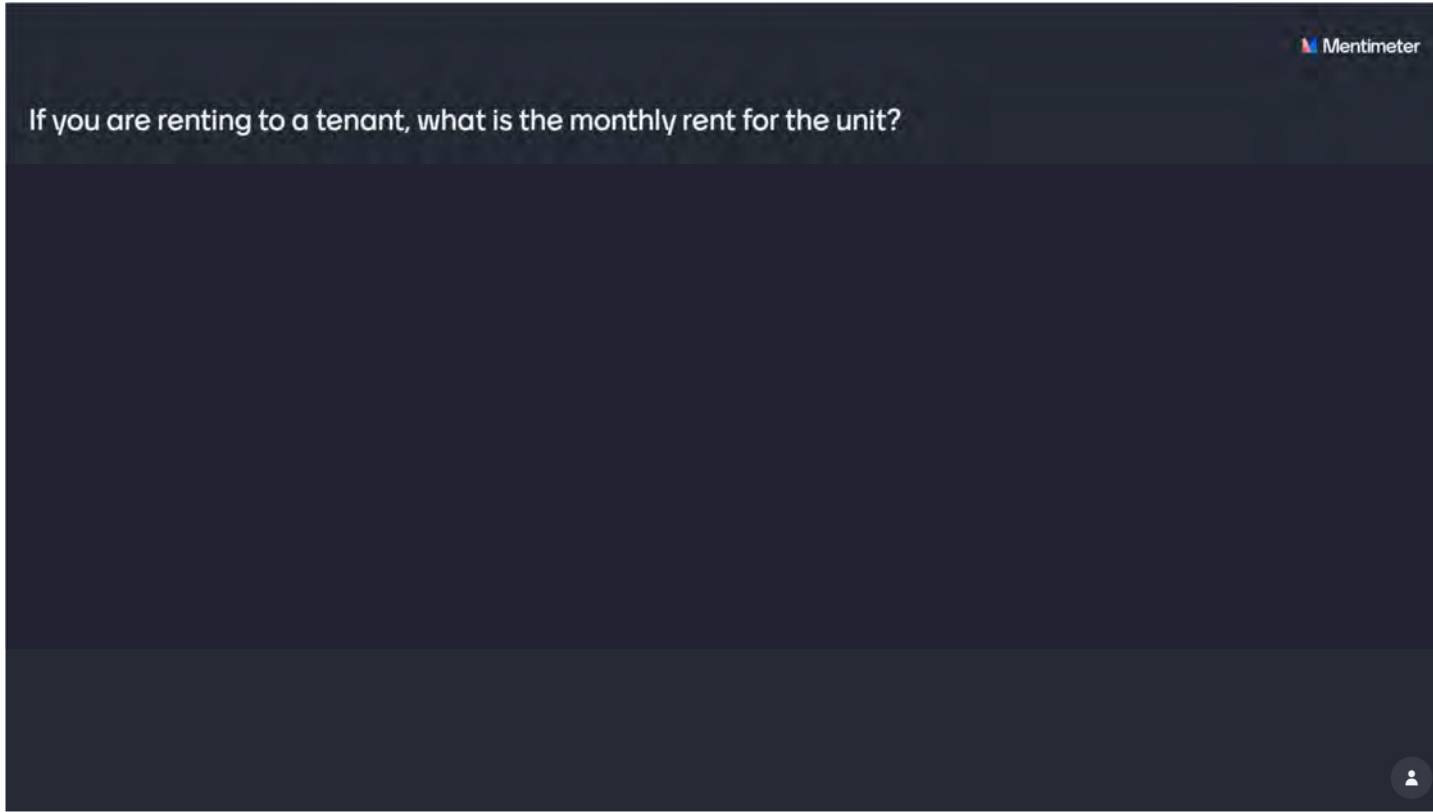 Mentimeter
If you are renting to a tenant, what is the monthly rent for the unit?